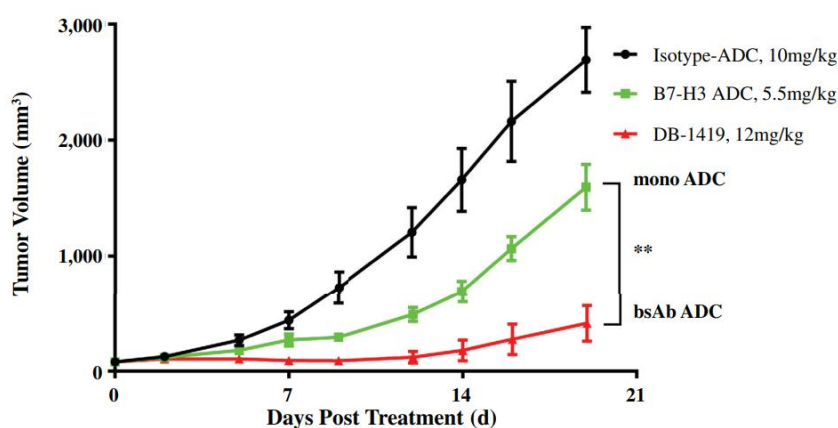 3,000
2,000
1,000
0
Tumor Volume (mm³)
0
7
14
21
Days Post Treatment (d)
Isotype-ADC, 10mg/kg
B7-H3 ADC, 5.5mg/kg
DB-1419, 12mg/kg
mono ADC
**
bsAb ADC